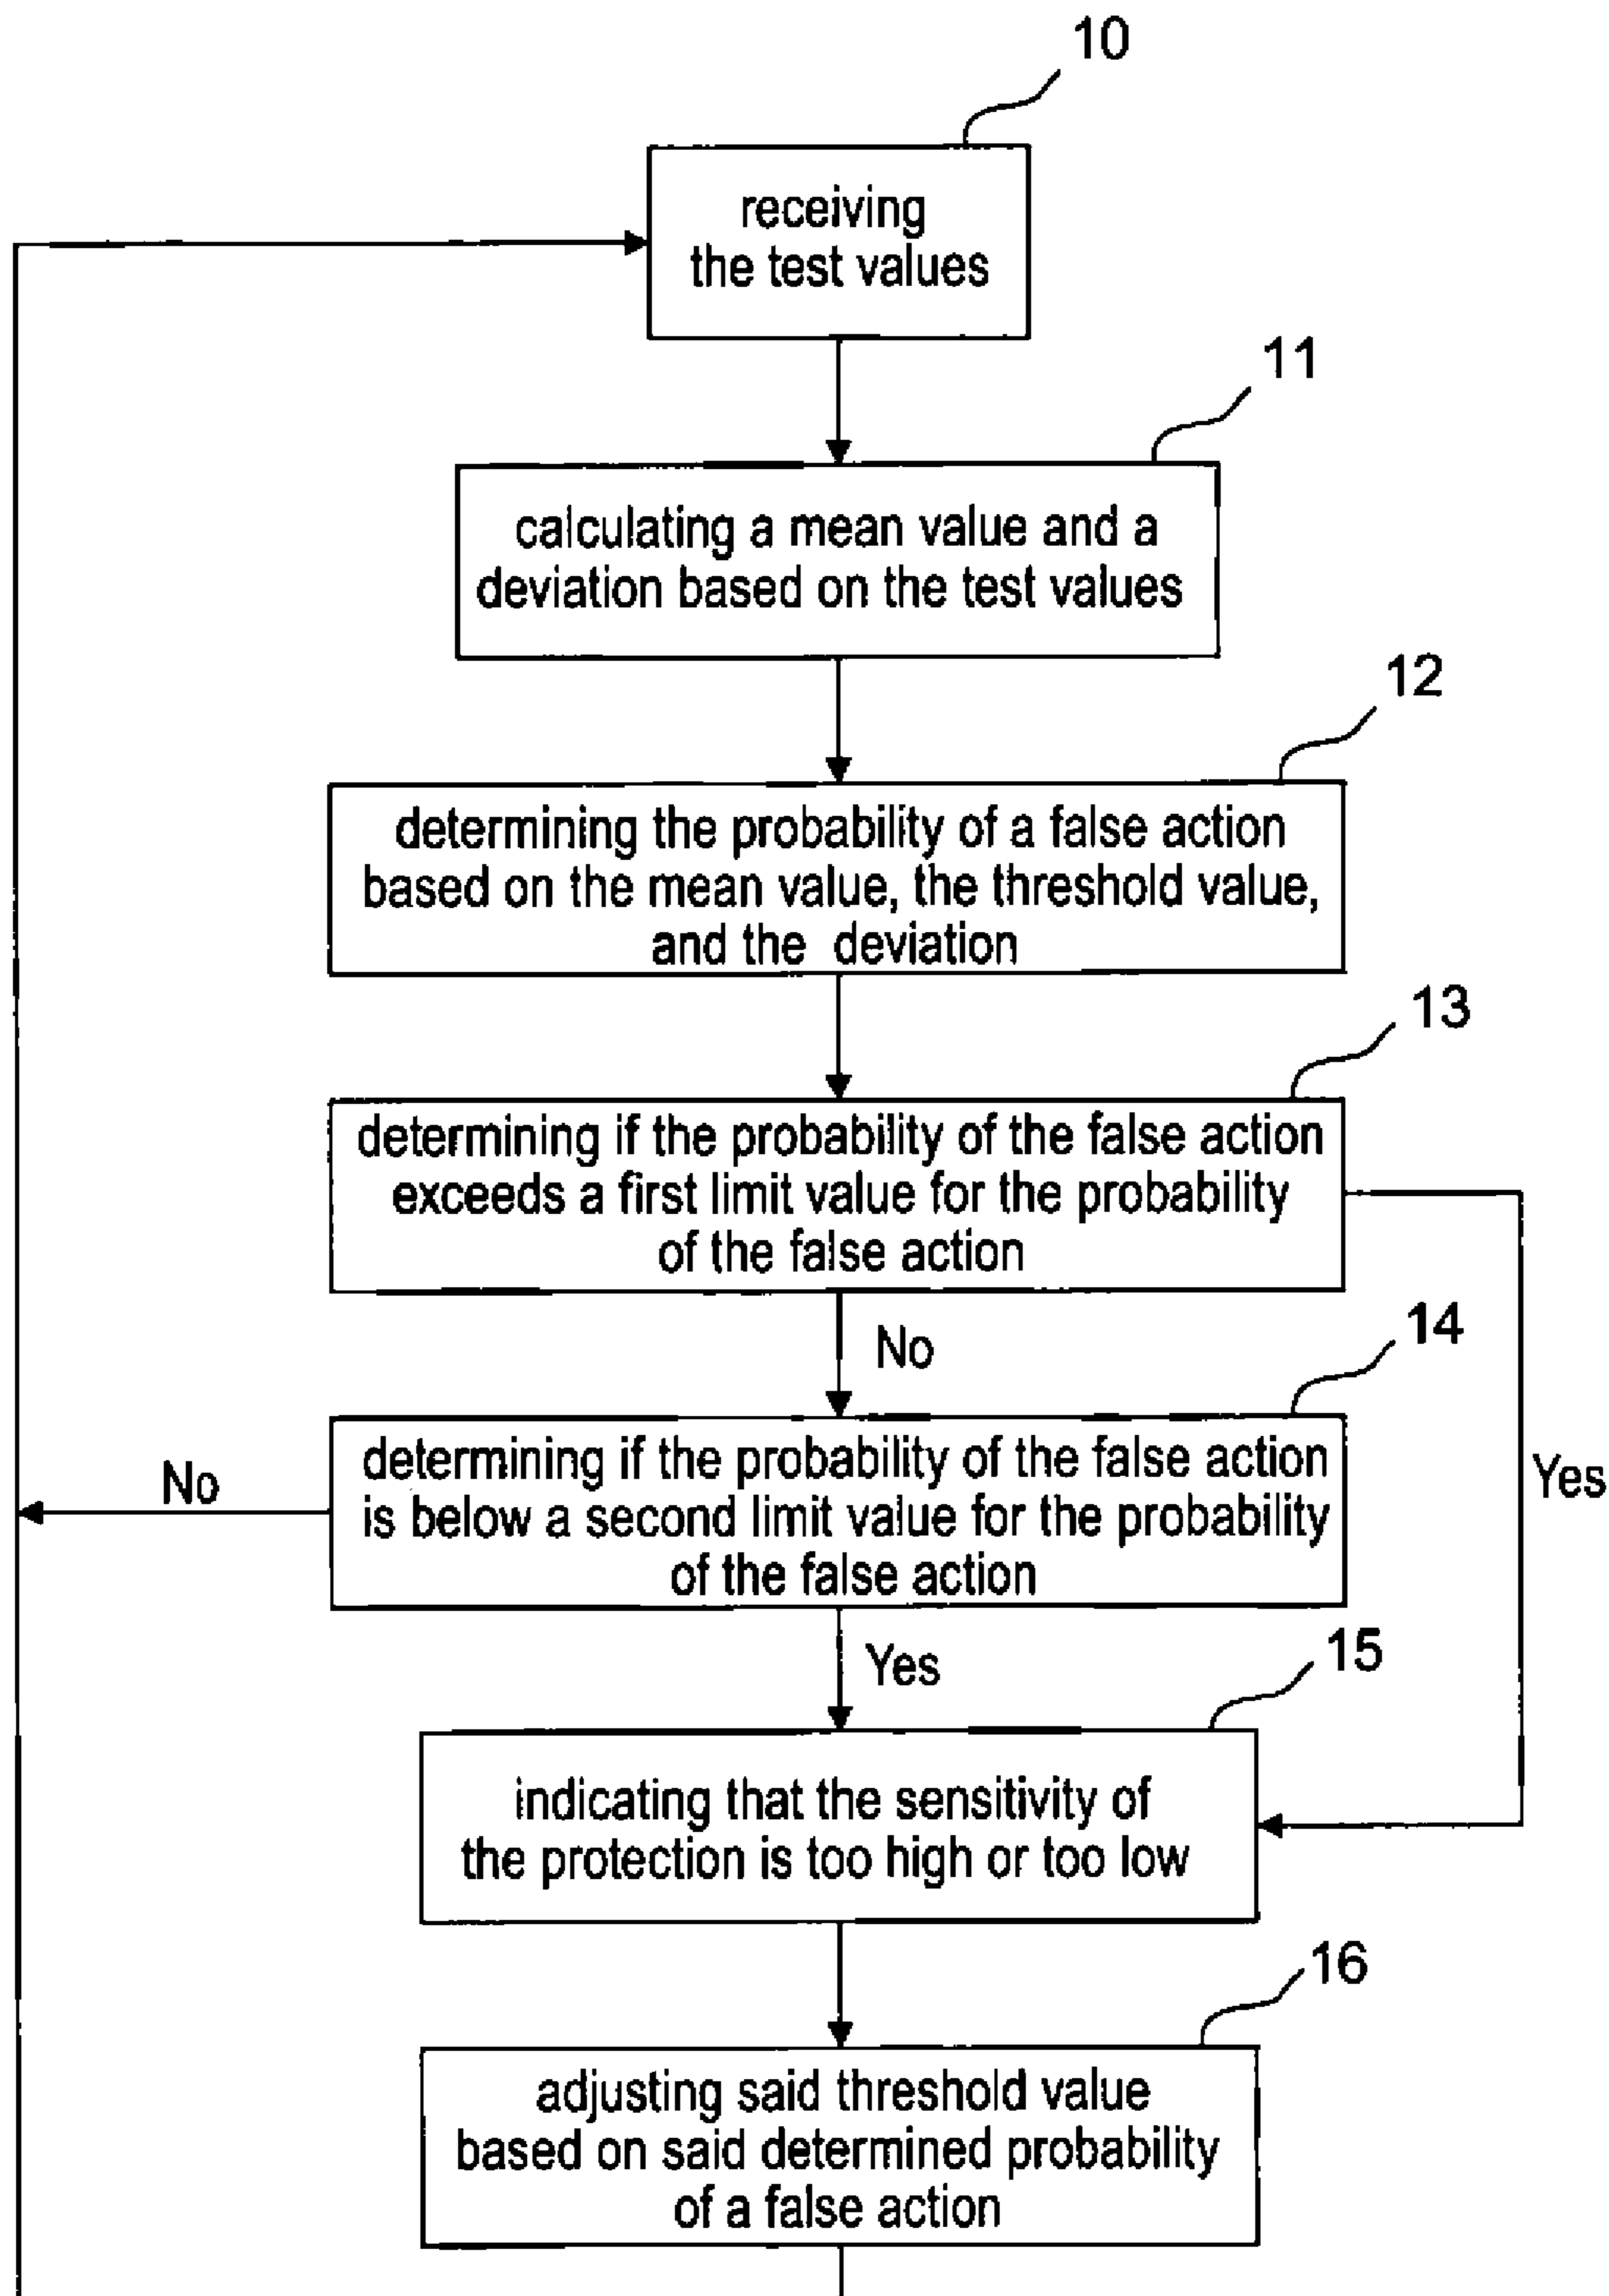 10
receiving
the test values
11
calculating a mean value and a
deviation based on the test values
12
determining the probability of a false action
based on the mean value, the threshold value,
and the deviation
13
determining if the probability of the false action
exceeds a first limit value for the probability
of the false action
No
14
determining if the probability of the false action
is below a second limit value for the probability
of the false action
No
Yes
Yes
15
indicating that the sensitivity of
the protection is too high or too low
16
adjusting said threshold value
based on said determined probability
of a false action